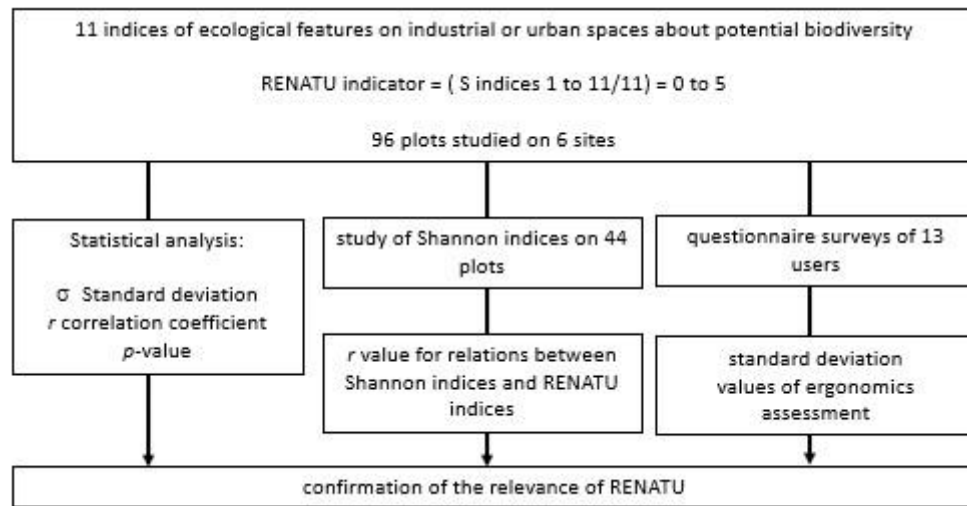 11 indices of ecological features on industrial or urban spaces about potential biodiversity
RENATU indicator = ( S indices 1 to 11/11) = 0 to 5
96 plots studied on 6 sites
Statistical analysis:
σ Standard deviation
r correlation coefficient
p-value
study of Shannon indices on 44
plots
r value for relations between
Shannon indices and RENATU
indices
questionnaire surveys of 13
users
standard deviation
values of ergonomics
assessment
confirmation of the relevance of RENATU